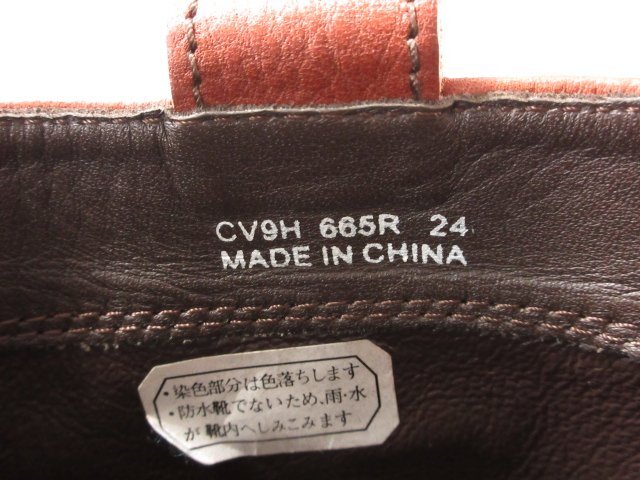 CV9H 665R 24
MADE IN CHINA
・染色部分は色落ちします
・防水靴でないため、雨・水
が靴内へしみこみます